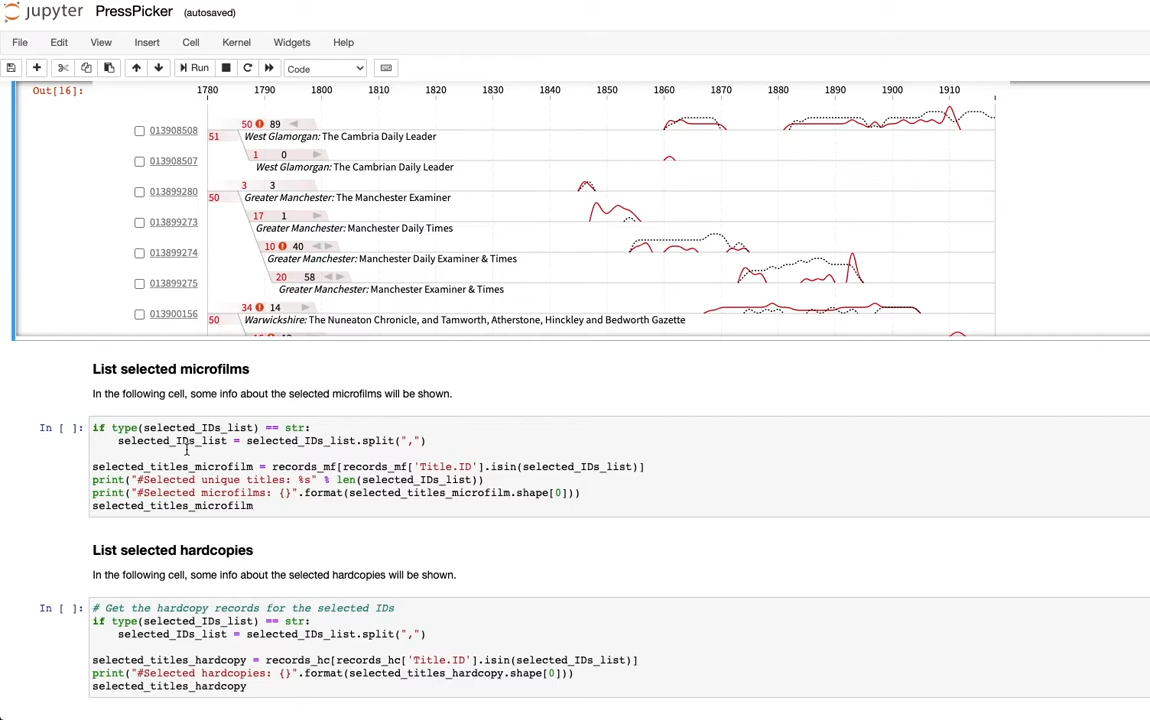 jupyter PressPicker (autosaved)
File Edit View Insert Cell Kernel Widgets Help
Run Code
Out[16]: 1780 1790 1800 1810 1820 1830 1840 1850 1860 1870 1880 1890 1900 1910
013908508 50 89
51 West Glamorgan: The Cambria Daily Leader
013908507 1 0
West Glamorgan: The Cambrian Daily Leader
013899280 3 3
50 Greater Manchester: The Manchester Examiner
013899273 17 1
Greater Manchester: Manchester Daily Times
013899274 10 40
Greater Manchester: Manchester Daily Examiner & Times
013899275 20 58
Greater Manchester: Manchester Examiner & Times
013900156 34 14
50 Warwickshire: The Nuneaton Chronicle, and Tamworth, Atherstone, Hinckley and Bedworth Gazette
List selected microfilms
In the following cell, some info about the selected microfilms will be shown.
In [ ]: if type(selected_IDs_list) == str:
selected_IDs_list = selected_IDs_list.split(",")
selected_titles_microfilm = records_mf[records_mf['Title.ID'].isin(selected_IDs_list)]
print("#Selected unique titles: %s" % len(selected_IDs_list))
print("#Selected microfilms: {}".format(selected_titles_microfilm.shape[0]))
selected_titles_microfilm
List selected hardcopies
In the following cell, some info about the selected hardcopies will be shown.
In [ ]: # Get the hardcopy records for the selected IDs
if type(selected_IDs_list) == str:
selected_IDs_list = selected_IDs_list.split(",")
selected_titles_hardcopy = records_hc[records_hc['Title.ID'].isin(selected_IDs_list)]
print("#Selected hardcopies: {}".format(selected_titles_hardcopy.shape[0]))
selected_titles_hardcopy